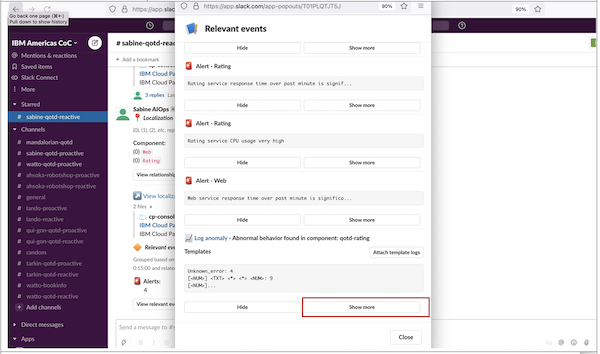 Go back one page (⌘←)
Pull down to show history
https://app.slac
90%
https://app.slack.com/app-popouts/T01PLQTJTSJ
90%
IBM Americas CoC
Mentions & reactions
Saved items
Slack Connect
More
Starred
sabine-qotd-reactive
Channels
# mandalorian-qotd
# sabine-qotd-proactive
# watto-qotd-proactive
# ahsoka-robotshop-proactive
# ahsoka-robotshop-reactive
# general
# lando-proactive
# lando-reactive
# qui-gon-qotd-proactive
# qui-gon-qotd-reactive
# random
# tarkin-qotd-proactive
# tarkin-qotd-reactive
# watto-bookinfo
# watto-qotd-reactive
+ Add channels
Direct messages
Apps
# sabine-qotd-reac
+ Add a bookmark
IBM Cloud Pa
3 replies
Sabine AIOps
Localization
(0), (1), (2), etc. rep
Component:
(0) Web
(0) Rating
View relationshi
View localiz
2 files
cp-consol
IBM Cloud
IBM Cloud Pa
Relevant eve
Grouped based on
0:15:00 and relate
Alerts:
4
View relevant eve
Send a message to #
Relevant events
Hide
Show more
Alert - Rating
Rating service response time over past minute is signif...
Hide
Show more
Alert - Rating
Rating service CPU usage very high
Hide
Show more
Alert - Web
Web service response time over past minute is significa...
Hide
Show more
Log anomaly - Abnormal behavior found in component: qotd-rating
Templates
Attach template logs
Unknown_error: 4
[<NUM>] <TXT> <*> <*> <NUM>: 9
[<NUM>]...
Hide
Show more
Close